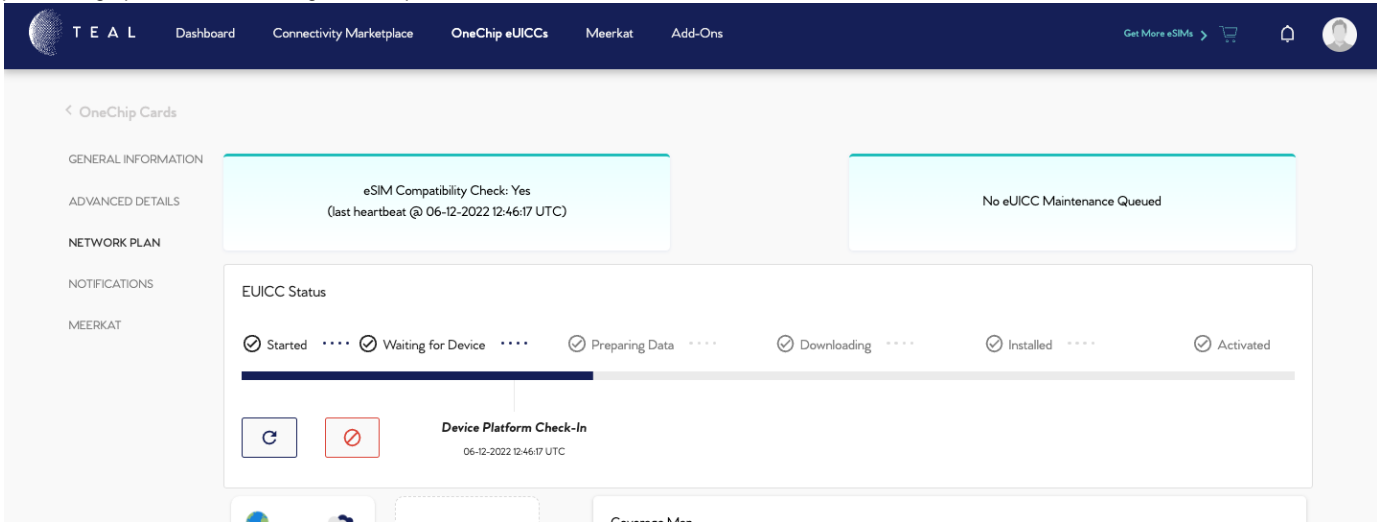 TEAL Dashboard Connectivity Marketplace OneChip eUICCs Meerkat Add-Ons Get More eSIMs >
< OneChip Cards
GENERAL INFORMATION
ADVANCED DETAILS
NETWORK PLAN
NOTIFICATIONS
MEERKAT
eSIM Compatibility Check: Yes
(last heartbeat @ 06-12-2022 12:46:17 UTC)
No eUICC Maintenance Queued
EUICC Status
Started Waiting for Device Preparing Data Downloading Installed Activated
Device Platform Check-In
06-12-2022 12:46:17 UTC